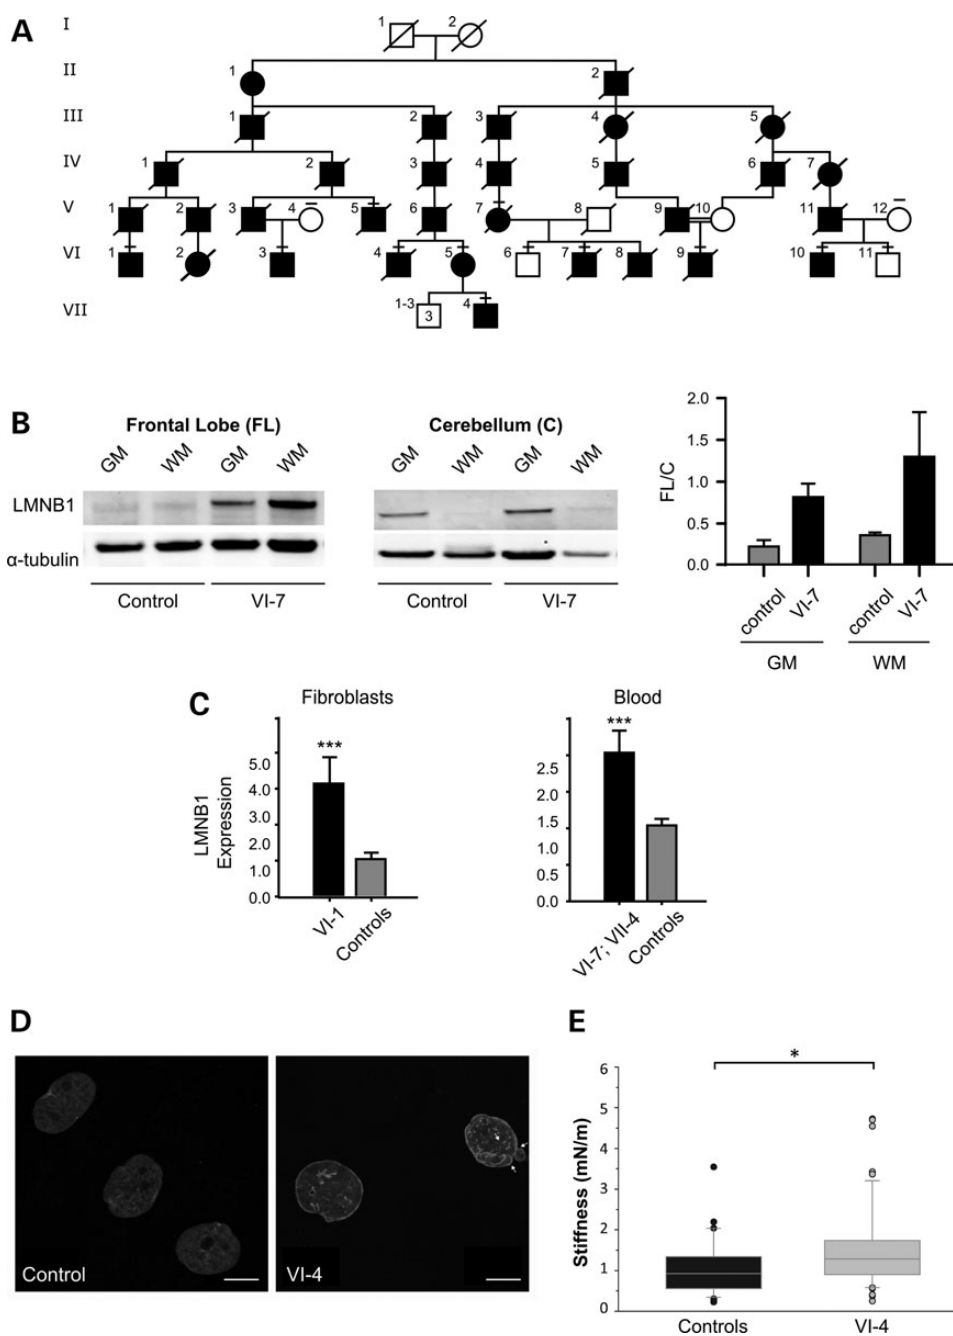 A
I
1 2
II
1 2
III
1 2 3 4 5
IV
1 2 3 4 5 6 7
V
1 2 3 4 5 6 7 8 9 10 11 12
VI
1 2 3 4 5 6 7 8 9 10 11
VII
1-3 3 4
B
Frontal Lobe (FL)
GM WM GM WM
LMNB1
α-tubulin
Control VI-7
Cerebellum (C)
GM WM GM WM
Control VI-7
FL/C
2.0
1.5
1.0
0.5
0.0
control VI-7 control VI-7
GM WM
C
Fibroblasts
LMNB1
Expression
5.0
4.0
3.0
2.0
1.0
0.0
***
VI-1 Controls
Blood
2.5
2.0
1.5
1.0
0.5
0.0
***
VI-7; VII-4 Controls
D
Control
VI-4
E
Stiffness (mN/m)
6
5
4
3
2
1
0
*
Controls VI-4